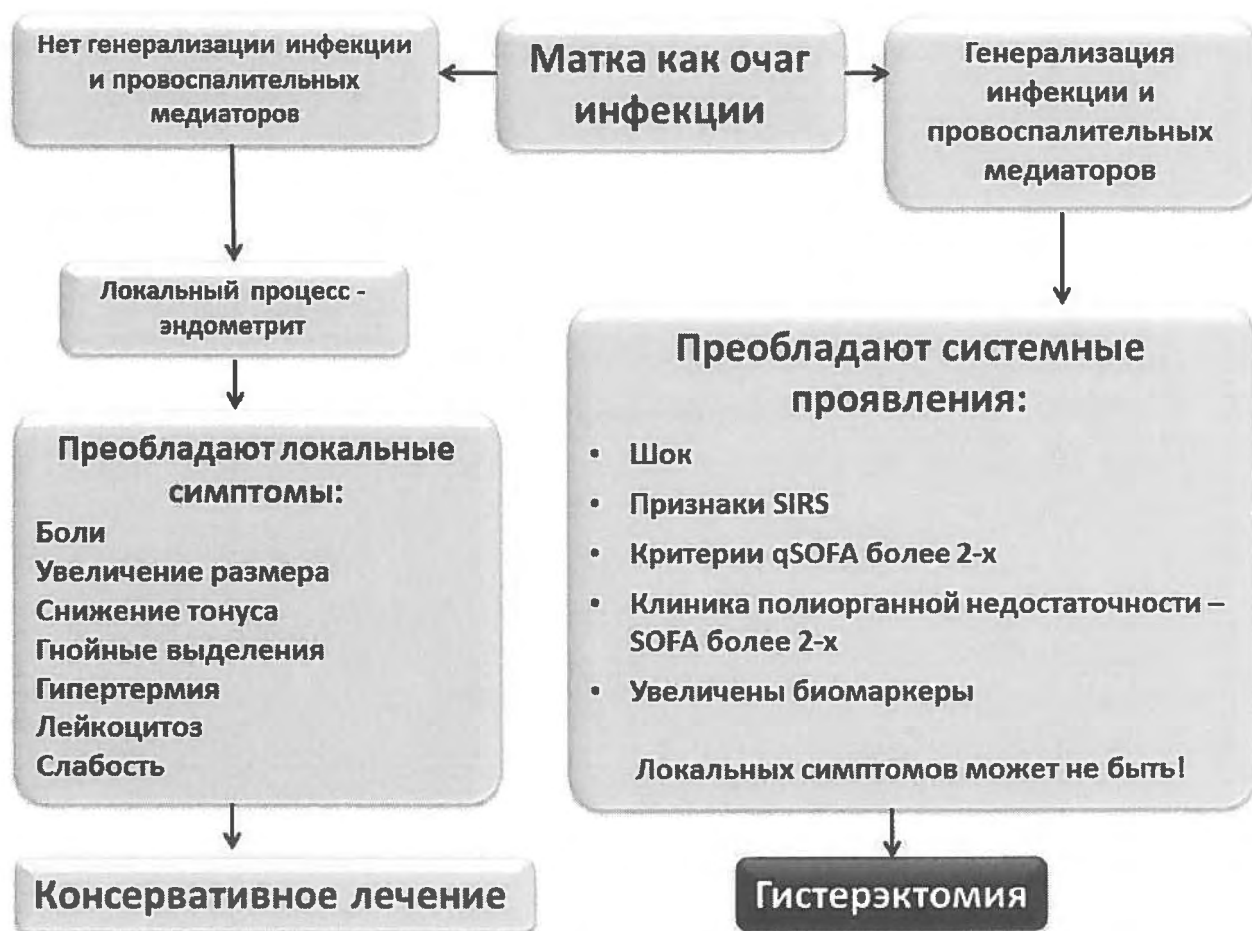 Матка как очаг
инфекции
Нет генерализации инфекции
и провоспалительных
медиаторов
Локальный процесс -
эндометрит
Преобладают локальные
симптомы:
Боли
Увеличение размера
Снижение тонуса
Гнойные выделения
Гипертермия
Лейкоцитоз
Слабость
Консервативное лечение
Генерализация
инфекции и
провоспалительных
медиаторов
Преобладают системные
проявления:
• Шок
• Признаки SIRS
• Критерии qSOFA более 2-х
• Клиника полиорганной недостаточности –
SOFA более 2-х
• Увеличены биомаркеры
Локальных симптомов может не быть!
Гистерэктомия